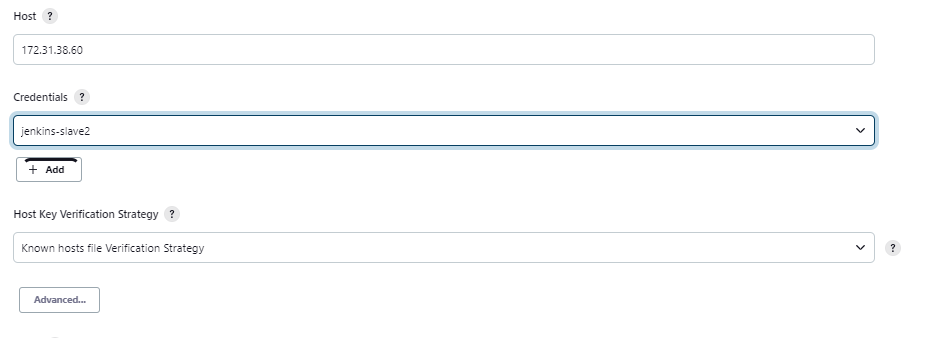 Host ?
172.31.38.60
Credentials ?
jenkins-slave2
+ Add
Host Key Verification Strategy ?
Known hosts file Verification Strategy ?
Advanced...